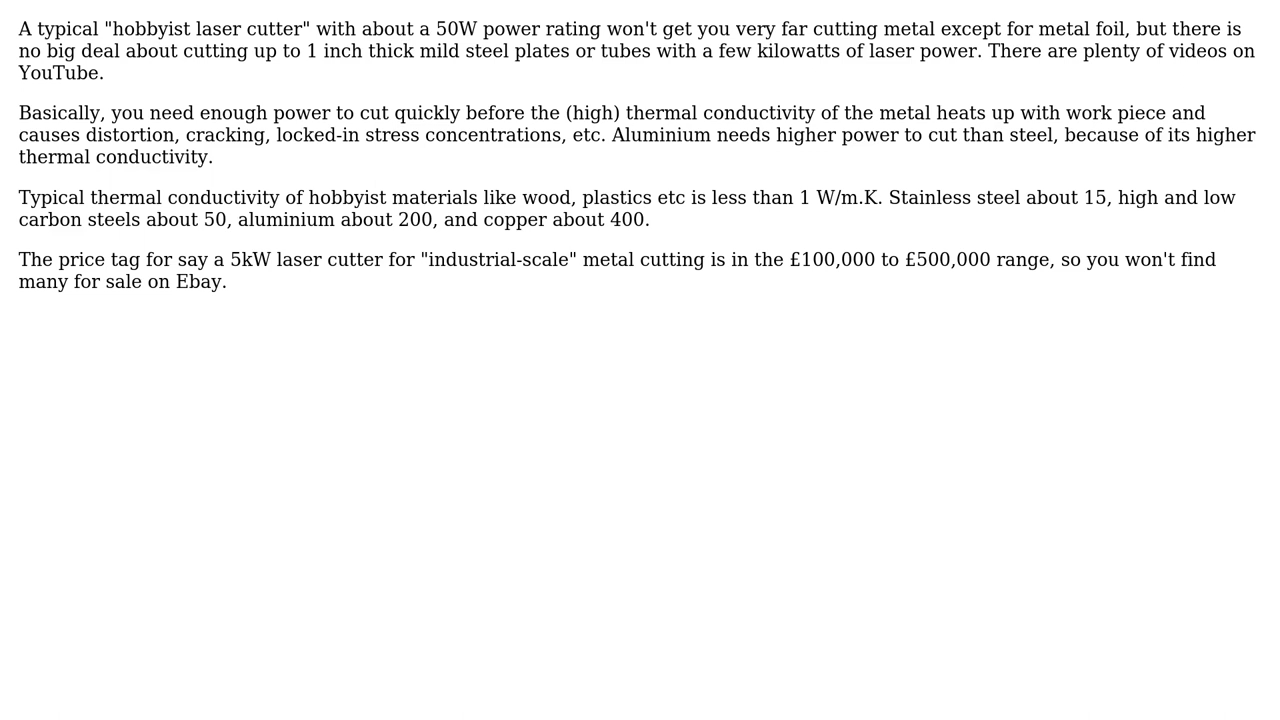 A typical "hobbyist laser cutter" with about a 50W power rating won't get you very far cutting metal except for metal foil, but there is
no big deal about cutting up to 1 inch thick mild steel plates or tubes with a few kilowatts of laser power. There are plenty of videos on
YouTube.
Basically, you need enough power to cut quickly before the (high) thermal conductivity of the metal heats up with work piece and
causes distortion, cracking, locked-in stress concentrations, etc. Aluminium needs higher power to cut than steel, because of its higher
thermal conductivity.
Typical thermal conductivity of hobbyist materials like wood, plastics etc is less than 1 W/m.K. Stainless steel about 15, high and low
carbon steels about 50, aluminium about 200, and copper about 400.
The price tag for say a 5kW laser cutter for "industrial-scale" metal cutting is in the £100,000 to £500,000 range, so you won't find
many for sale on Ebay.